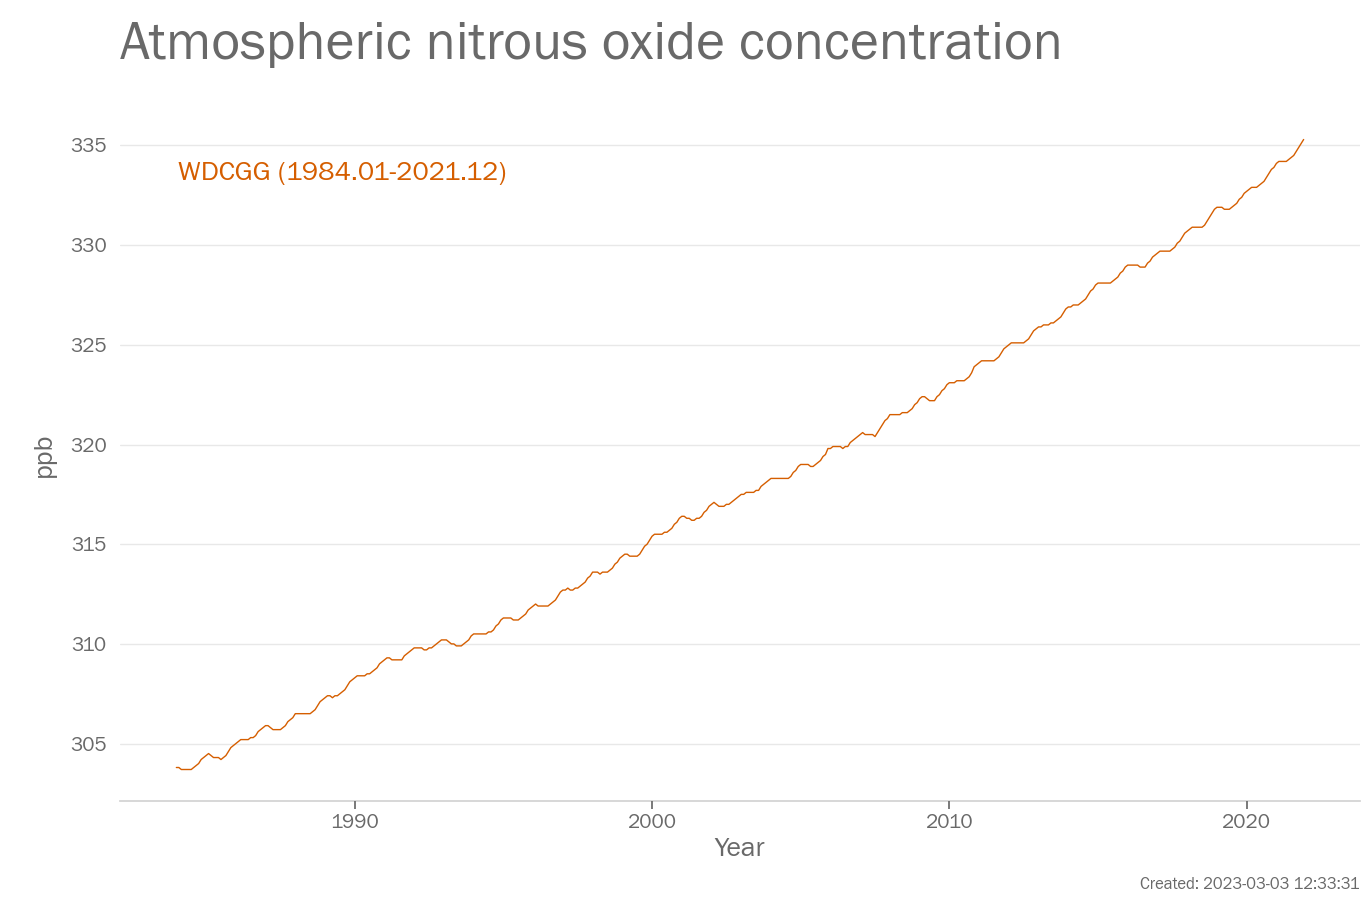 Atmospheric nitrous oxide concentration
335
WDCGG (1984.01-2021.12)
330
325
320
ppb
315
310
305
1990 2000 2010 2020
Year
Created: 2023-03-03 12:33:31